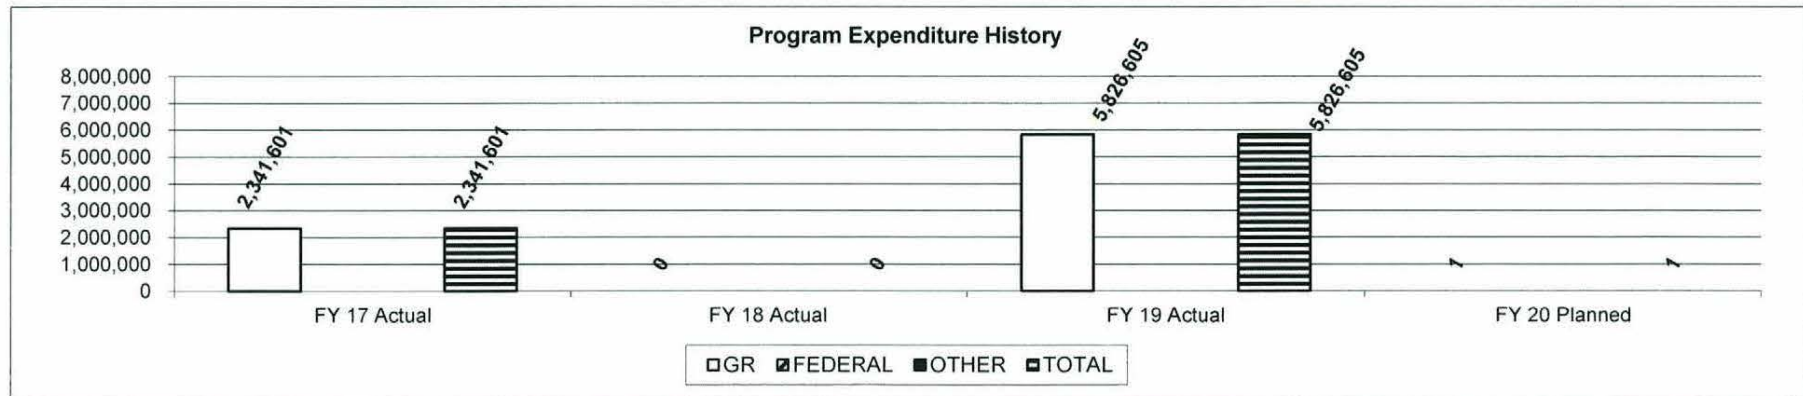 Program Expenditure History
8,000,000
7,000,000
6,000,000
5,000,000
4,000,000
3,000,000
2,000,000
1,000,000
0
2,341,601
2,341,601
0
0
5,826,605
5,826,605
1
1
FY 17 Actual
FY 18 Actual
FY 19 Actual
FY 20 Planned
GR FEDERAL OTHER TOTAL